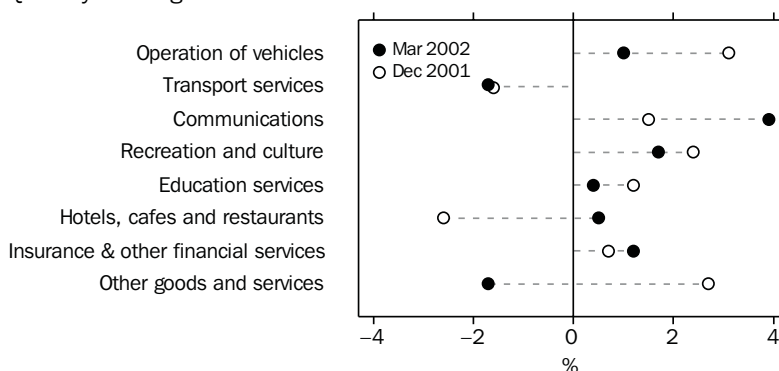 Mar 2002
Dec 2001
Operation of vehicles
Transport services
Communications
Recreation and culture
Education services
Hotels, cafes and restaurants
Insurance & other financial services
Other goods and services
−4 −2 0 2 4
%